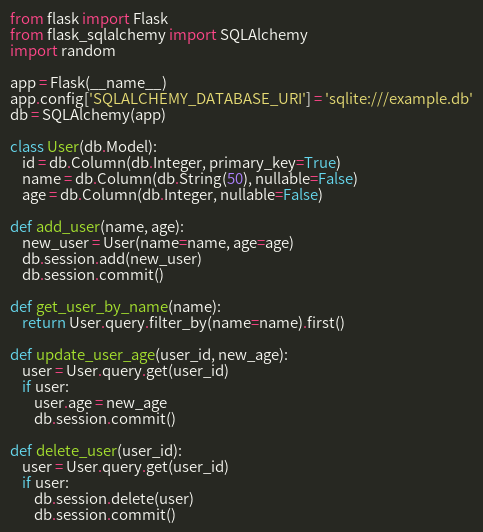 from flask import Flask
from flask_sqlalchemy import SQLAlchemy
import random

app = Flask(__name__)
app.config['SQLALCHEMY_DATABASE_URI'] = 'sqlite:///example.db'
db = SQLAlchemy(app)

class User(db.Model):
    id = db.Column(db.Integer, primary_key=True)
    name = db.Column(db.String(50), nullable=False)
    age = db.Column(db.Integer, nullable=False)

def add_user(name, age):
    new_user = User(name=name, age=age)
    db.session.add(new_user)
    db.session.commit()

def get_user_by_name(name):
    return User.query.filter_by(name=name).first()

def update_user_age(user_id, new_age):
    user = User.query.get(user_id)
    if user:
        user.age = new_age
        db.session.commit()

def delete_user(user_id):
    user = User.query.get(user_id)
    if user:
        db.session.delete(user)
        db.session.commit()